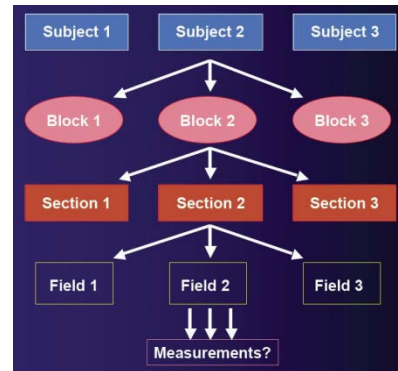 Subject 1 Subject 2 Subject 3
Block 1 Block 2 Block 3
Section 1 Section 2 Section 3
Field 1 Field 2 Field 3
Measurements?